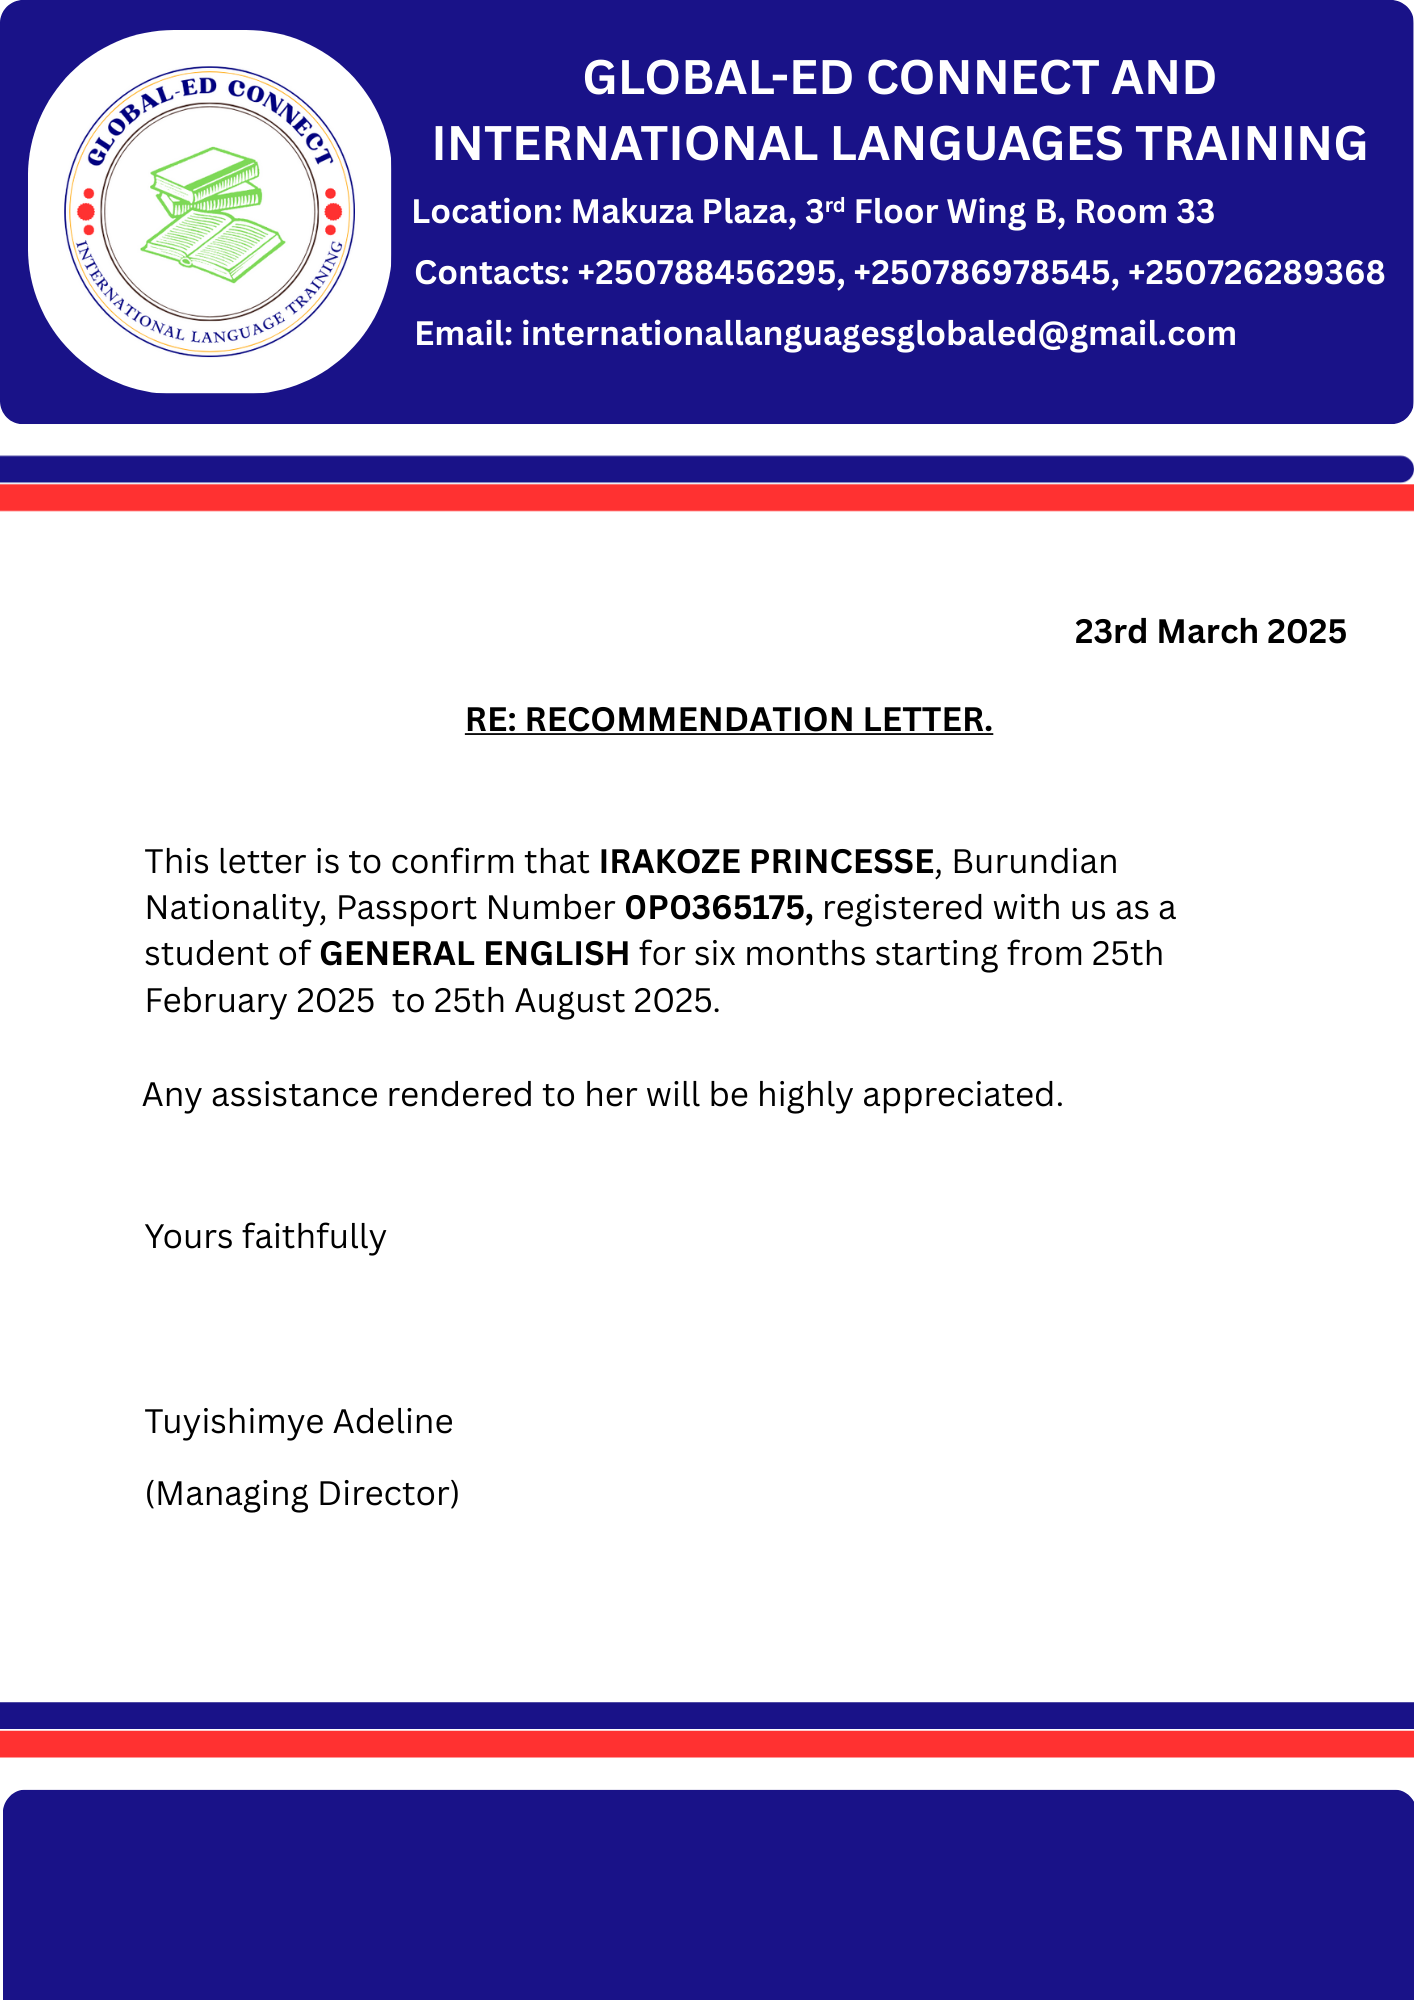 GLOBAL-ED CONNECT
INTERNATIONAL LANGUAGE TRAINING
GLOBAL-ED CONNECT AND
INTERNATIONAL LANGUAGES TRAINING
Location: Makuza Plaza, 3rd Floor Wing B, Room 33
Contacts: +250788456295, +250786978545, +250726289368
Email: internationallanguagesglobaled@gmail.com
23rd March 2025
RE: RECOMMENDATION LETTER.
This letter is to confirm that IRAKOZE PRINCESSE, Burundian
Nationality, Passport Number 0P0365175, registered with us as a
student of GENERAL ENGLISH for six months starting from 25th
February 2025 to 25th August 2025.
Any assistance rendered to her will be highly appreciated.
Yours faithfully
Tuyishimye Adeline
(Managing Director)